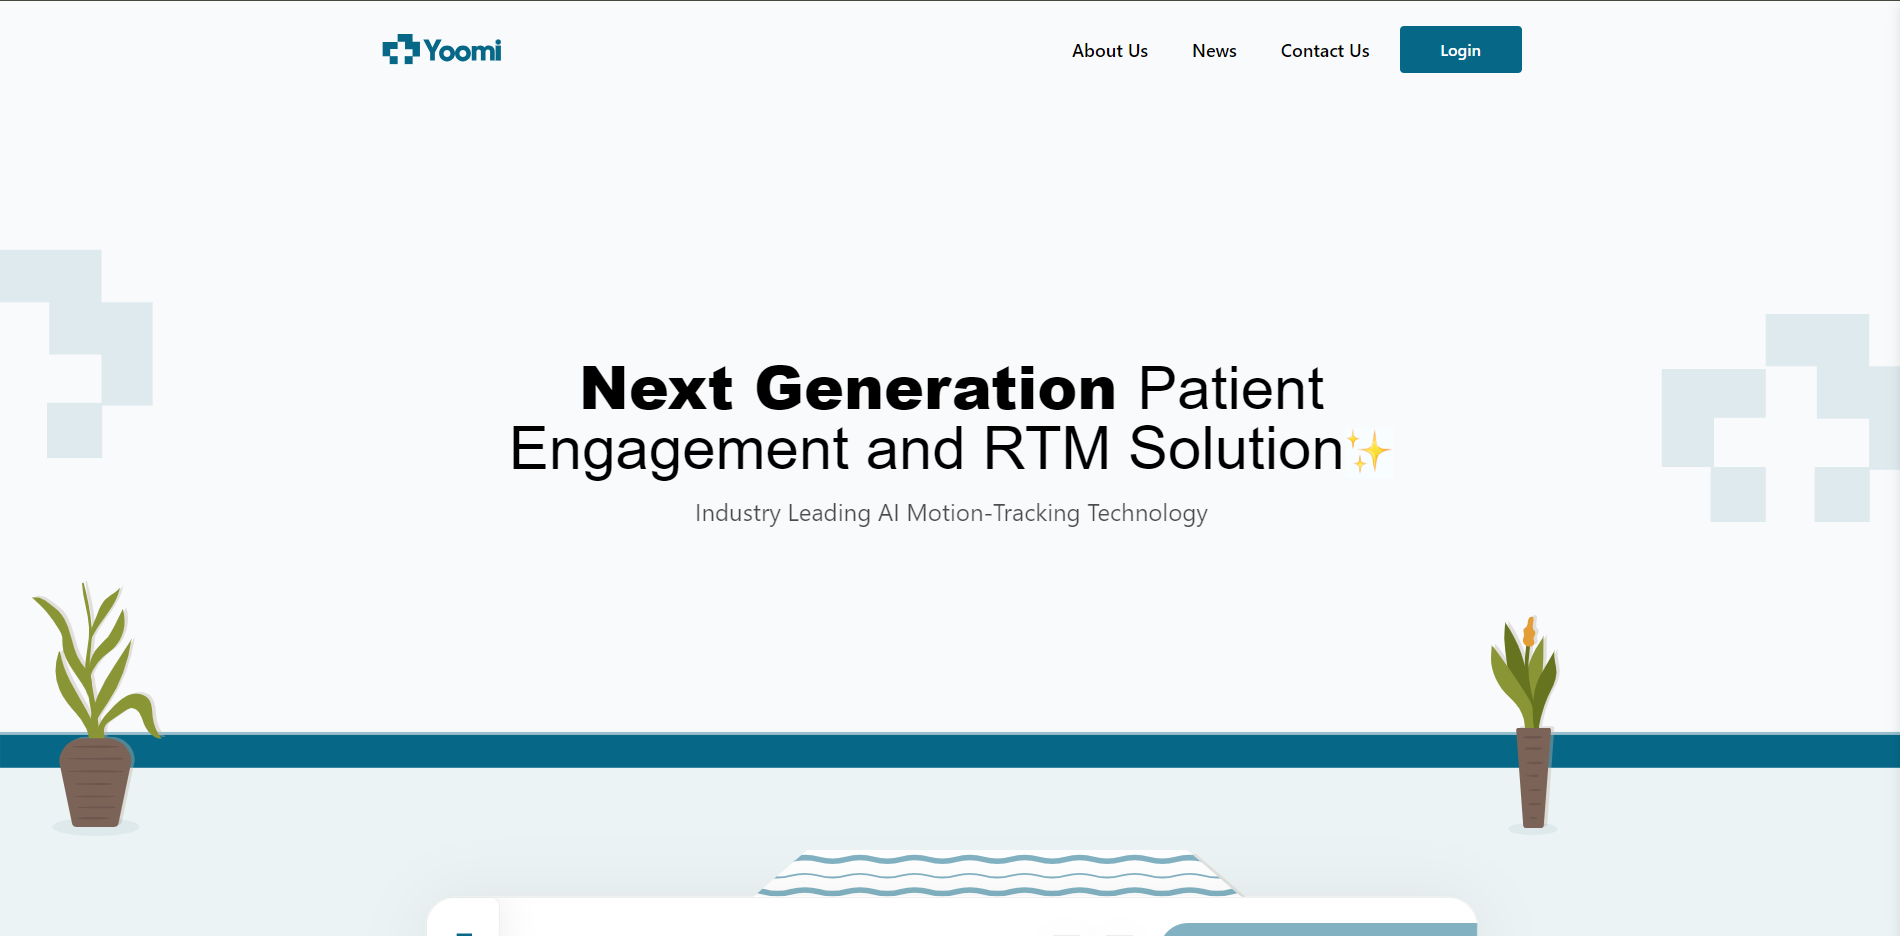 Yoomi
About Us
News
Contact Us
Login
Next Generation Patient
Engagement and RTM Solution✨
Industry Leading AI Motion-Tracking Technology